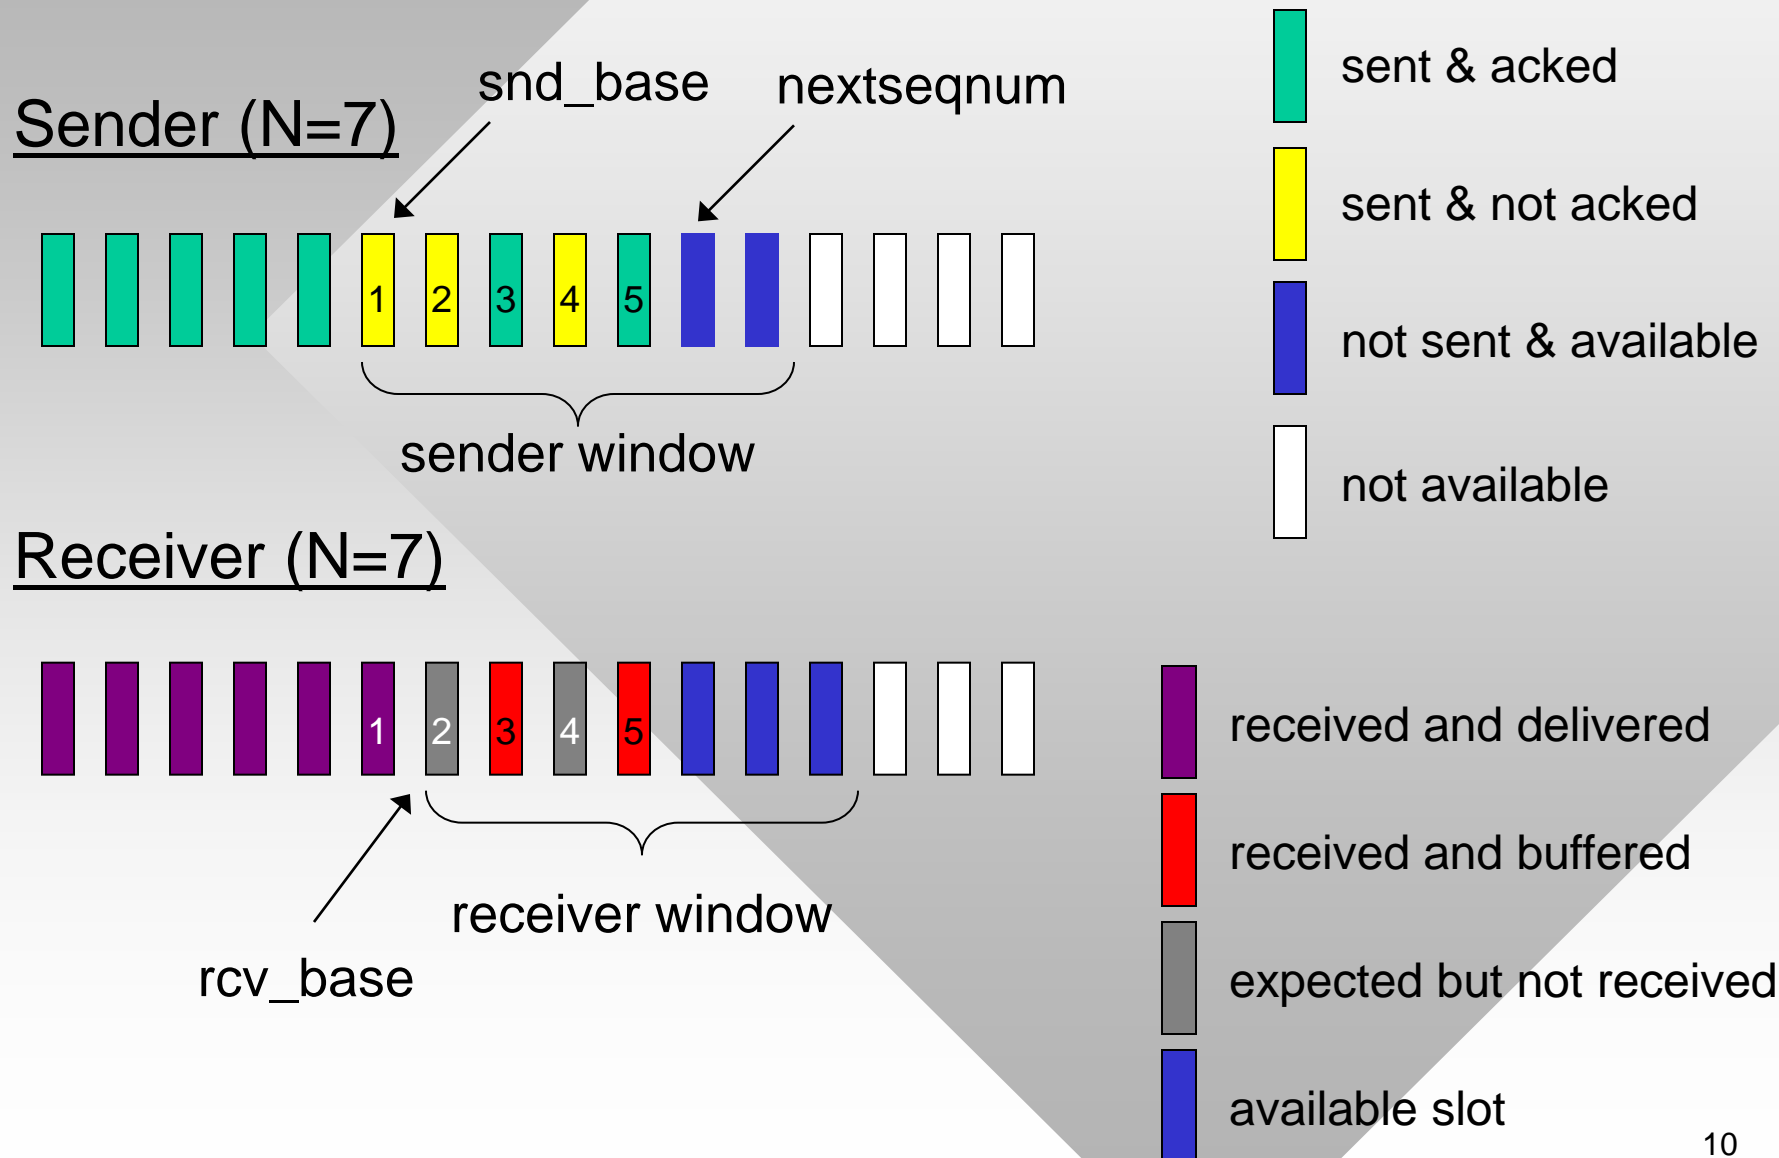 Sender (N=7)
snd_base
nextseqnum
1 2 3 4 5
sender window
sent & acked
sent & not acked
not sent & available
not available
Receiver (N=7)
1 2 3 4 5
receiver window
rcv_base
received and delivered
received and buffered
expected but not received
available slot
10